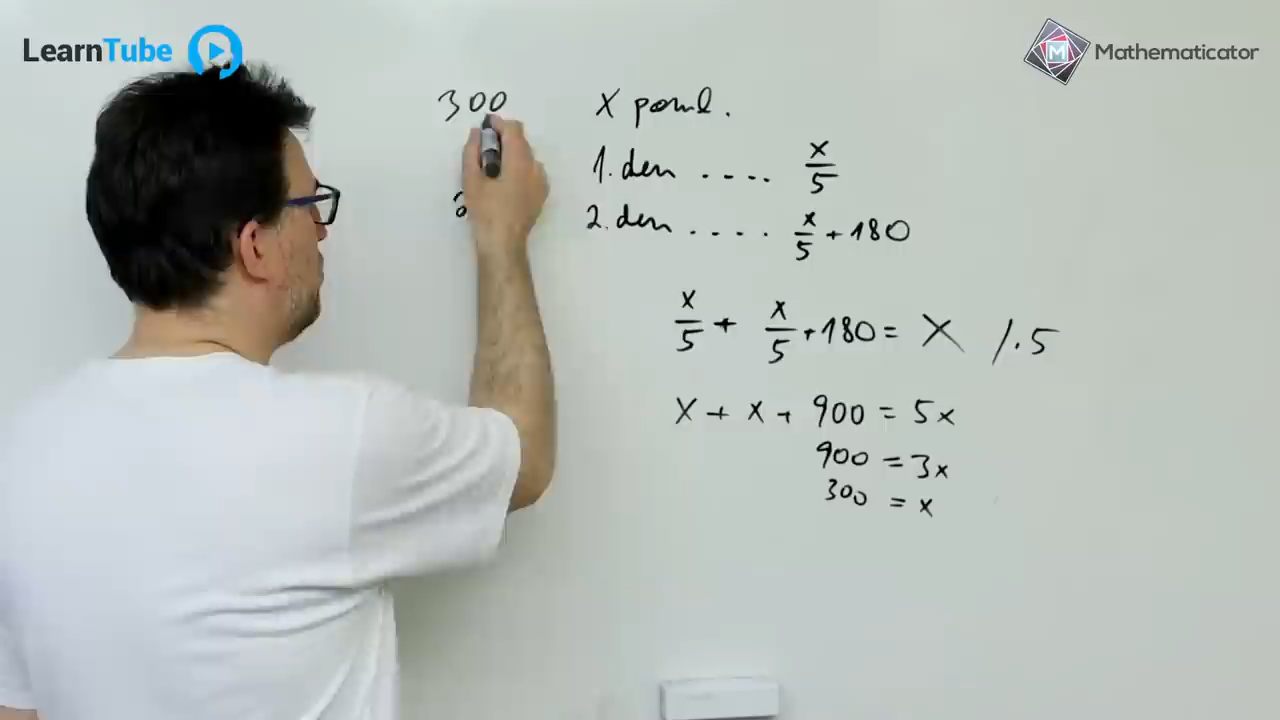 LearnTube
Mathematicator
300
x poml.
1. den .... x/5
2. den .... x/5 + 180
x/5 + x/5 + 180 = x /.5
x + x + 900 = 5x
900 = 3x
300 = x